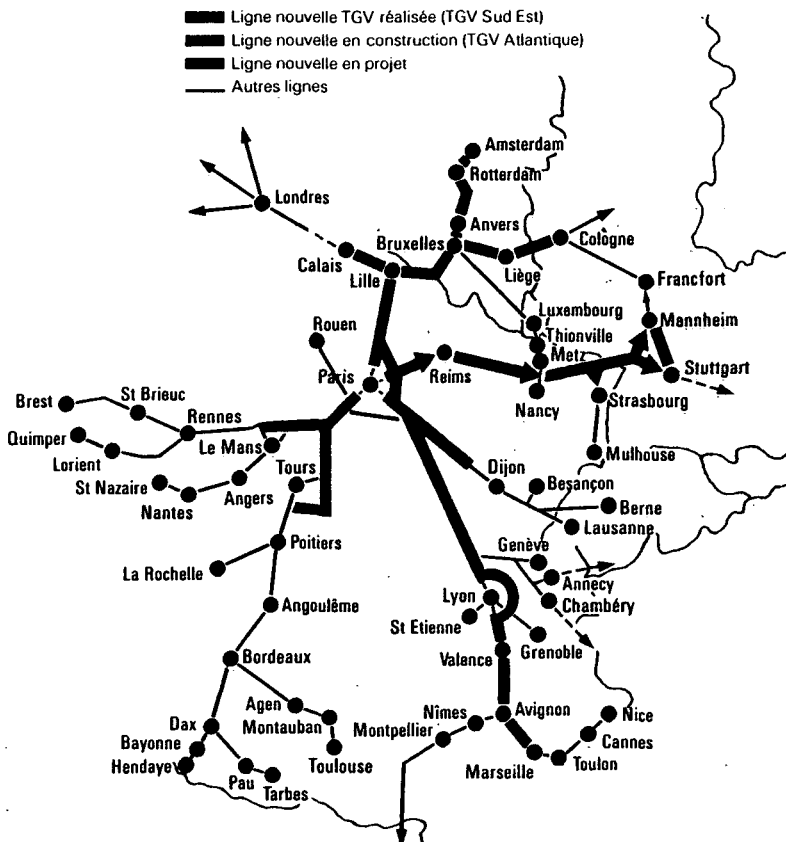 Ligne nouvelle TGV réalisée (TGV Sud Est)
Ligne nouvelle en construction (TGV Atlantique)
Ligne nouvelle en projet
Autres lignes
Amsterdam
Rotterdam
Londres
Anvers
Bruxelles
Cologne
Calais
Liège
Lille
Francfort
Luxembourg
Rouen
Thionville
Mannheim
Metz
Paris
Reims
Stuttgart
Nancy
Strasbourg
Brest
St Brieuc
Rennes
Quimper
Le Mans
Lorient
Mulhouse
Tours
St Nazaire
Angers
Dijon
Besançon
Nantes
Berne
Lausanne
Poitiers
Genève
La Rochelle
Annecy
Lyon
Chambéry
Angoulême
St Etienne
Grenoble
Valence
Bordeaux
Agen
Avignon
Nice
Dax
Montauban
Nîmes
Montpellier
Cannes
Bayonne
Toulouse
Marseille
Toulon
Hendaye
Pau
Tarbes